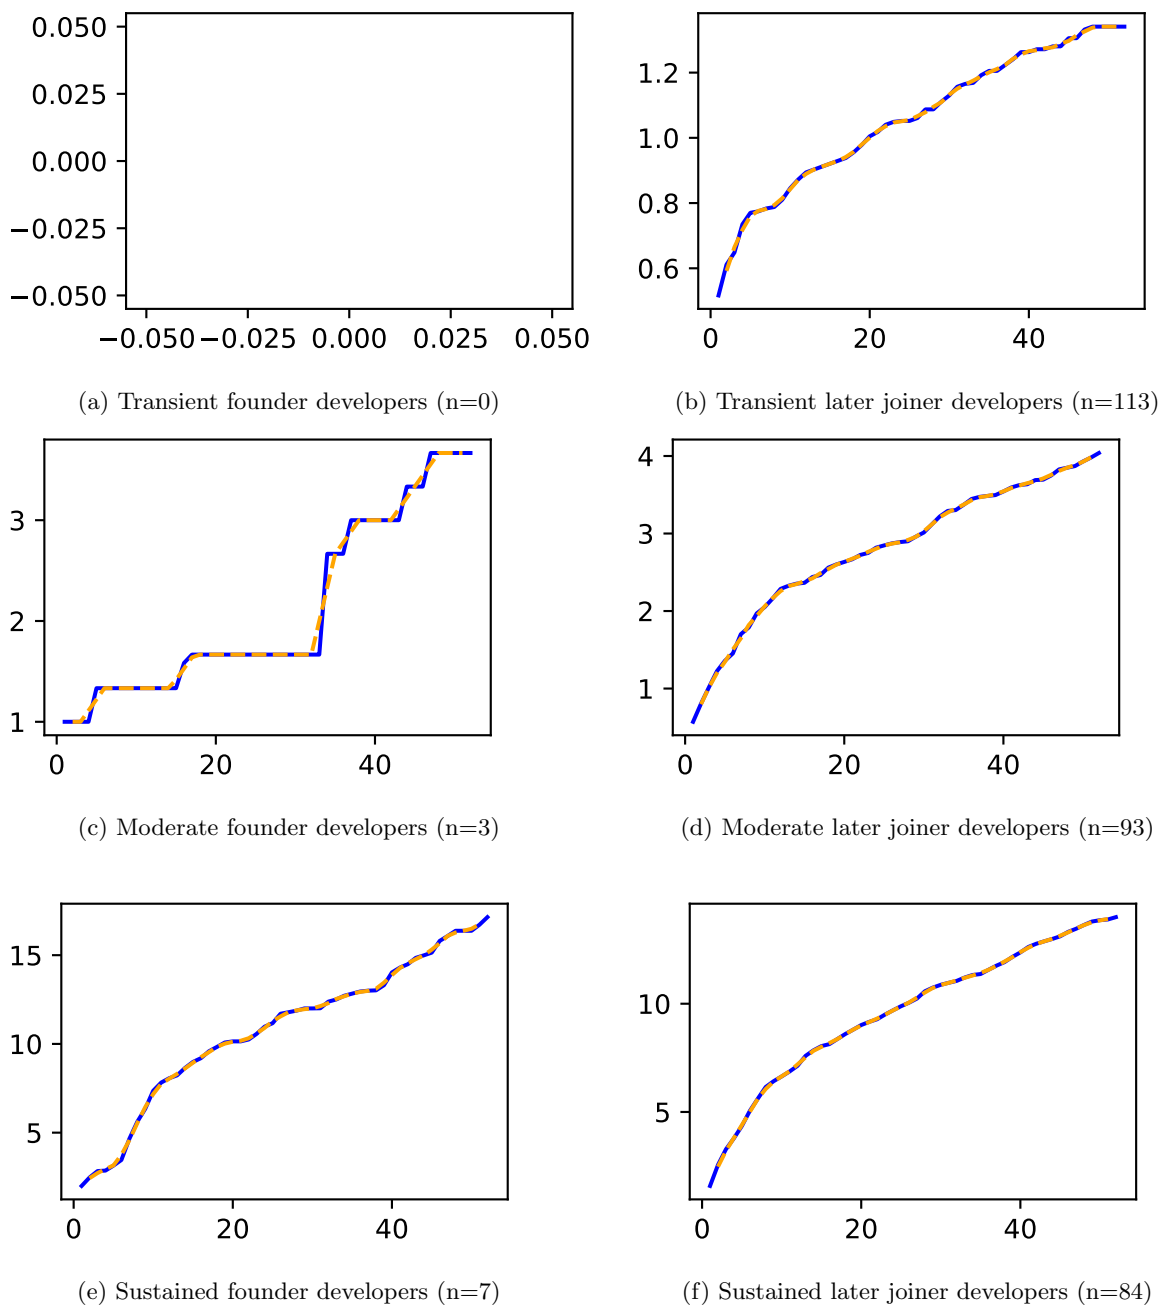 0.050
0.025
0.000
−0.025
−0.050
−0.050 −0.025 0.000 0.025 0.050
(a) Transient founder developers (n=0)
1.2
1.0
0.8
0.6
0 20 40
(b) Transient later joiner developers (n=113)
3
2
1
0 20 40
(c) Moderate founder developers (n=3)
4
3
2
1
0 20 40
(d) Moderate later joiner developers (n=93)
15
10
5
0 20 40
(e) Sustained founder developers (n=7)
10
5
0 20 40
(f) Sustained later joiner developers (n=84)